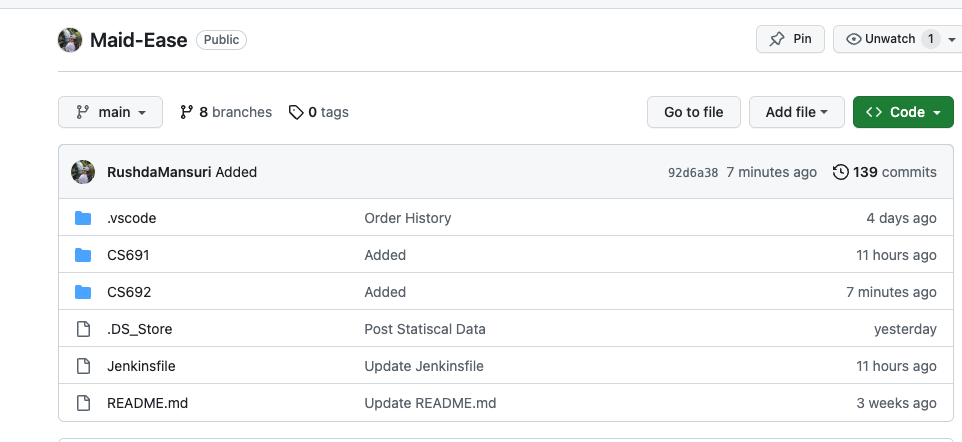 Maid-Ease Public Pin Unwatch 1
main 8 branches 0 tags Go to file Add file Code
RushdaMansuri Added 92d6a38 7 minutes ago 139 commits
.vscode Order History 4 days ago
CS691 Added 11 hours ago
CS692 Added 7 minutes ago
.DS_Store Post Statiscal Data yesterday
Jenkinsfile Update Jenkinsfile 11 hours ago
README.md Update README.md 3 weeks ago